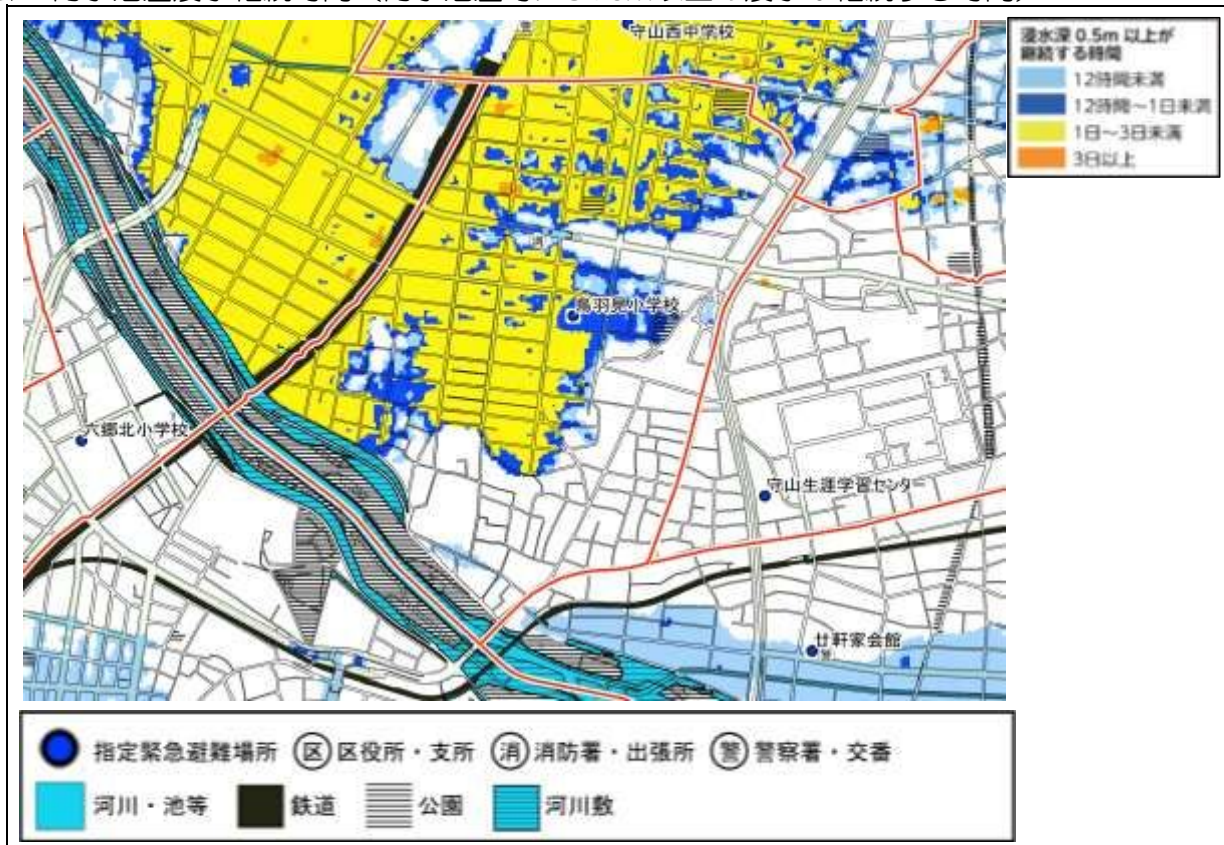 守山西中学校
浸水深 0.5m 以上が
継続する時間
12時間未満
12時間~1日未満
1日~3日未満
3日以上
鳥羽見小学校
六郷北小学校
守山生涯学習センター
廿軒家会館
指定緊急避難場所 区 区役所・支所 消 消防署・出張所 警 警察署・交番
河川・池等 鉄道 公園 河川敷